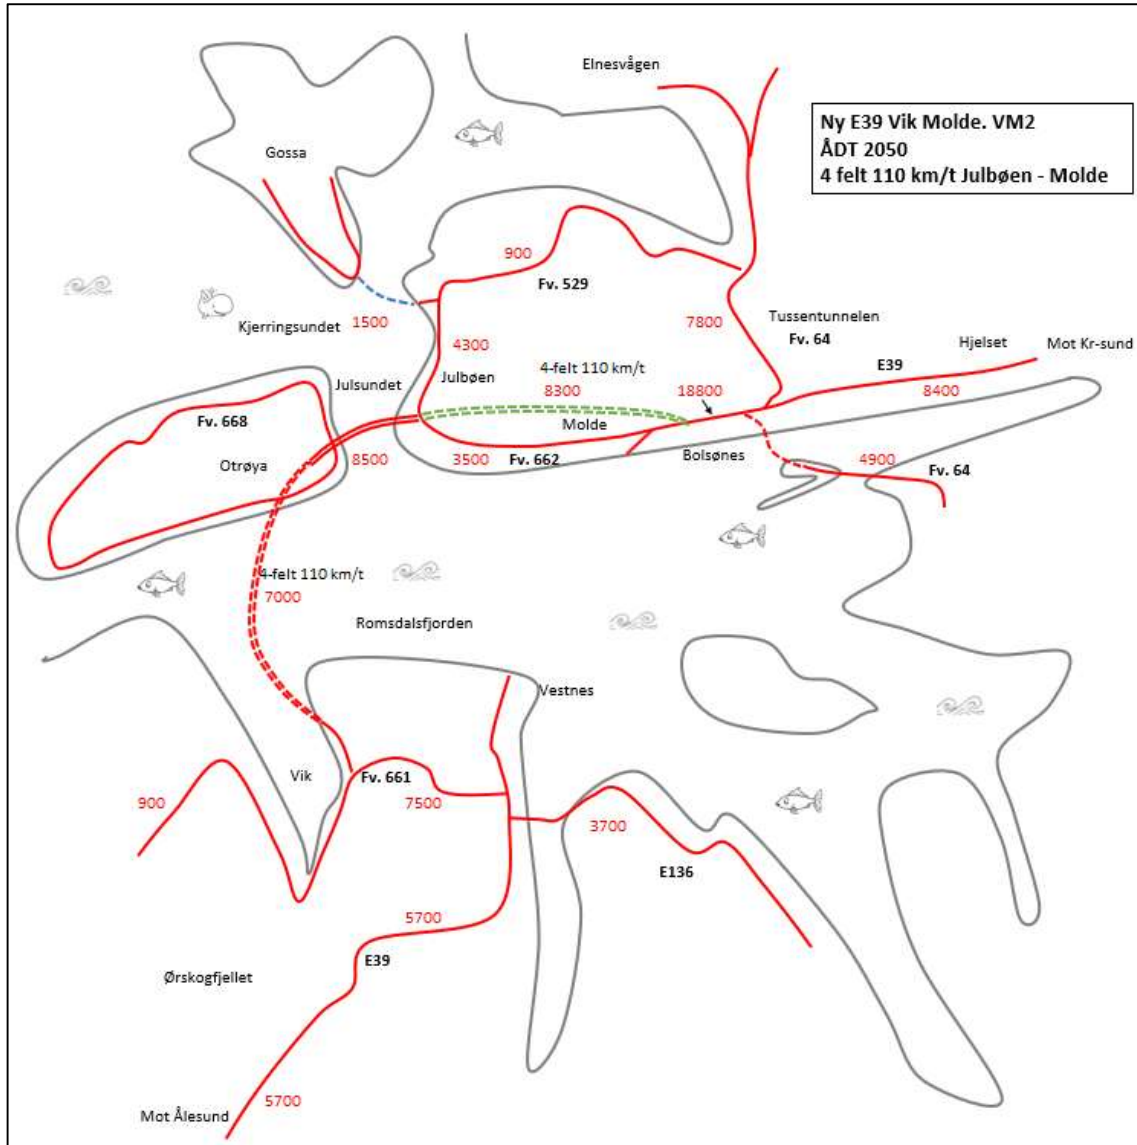 Elnesvågen
Ny E39 Vik Molde. VM2
ÅDT 2050
4 felt 110 km/t Julbøen - Molde
Gossa
900
Fv. 529
Kjerringsundet
1500
7800
Tussentunnelen
Fv. 64
4300
Hjelset
Mot Kr-sund
E39
Julsundet
Julbøen
4-felt 110 km/t
8300
18800
8400
Fv. 668
Molde
Otrøya
8500
3500
Fv. 662
Bolsønes
4900
Fv. 64
4-felt 110 km/t
7000
Romsdalsfjorden
Vestnes
Vik
Fv. 661
900
7500
3700
E136
5700
E39
Ørskogfjellet
5700
Mot Ålesund